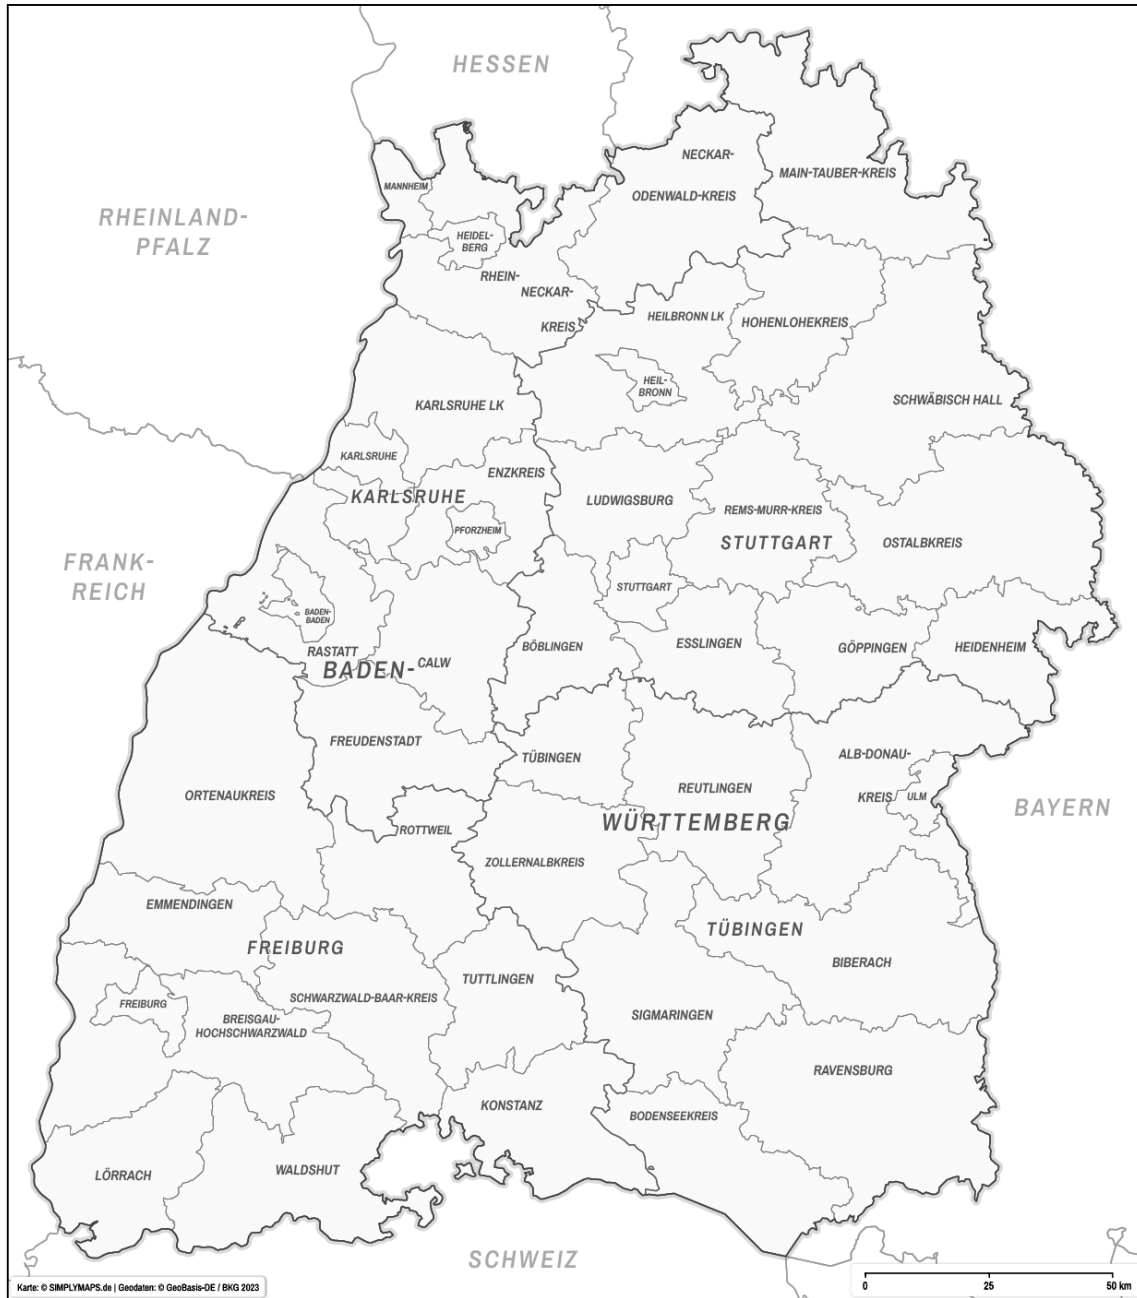 HESSEN
NECKAR-
ODENWALD-KREIS
MAIN-TAUBER-KREIS
MANNHEIM
RHEINLAND-
PFALZ
HEIDEL-
BERG
RHEIN-
NECKAR-
KREIS
HEILBRONN LK
HOHENLOHEKREIS
HEIL-
BRONN
SCHWÄBISCH HALL
KARLSRUHE LK
KARLSRUHE
ENZKREIS
KARLSRUHE
LUDWIGSBURG
REMS-MURR-KREIS
PFORZHEIM
STUTTGART
OSTALBKREIS
FRANK-
REICH
STUTTGART
BADEN-
BADEN
RASTATT
BADEN-
CALW
BÖBLINGEN
ESSLINGEN
GÖPPINGEN
HEIDENHEIM
FREUDENSTADT
TÜBINGEN
ALB-DONAU-
KREIS
ULM
ORTENAUKREIS
REUTLINGEN
BAYERN
ROTTWEIL
WÜRTTEMBERG
ZOLLERNALBKREIS
EMMENDINGEN
FREIBURG
TÜBINGEN
BIBERACH
TUTTLINGEN
FREIBURG
SCHWARZWALD-BAAR-KREIS
BREISGAU-
HOCHSCHWARZWALD
SIGMARINGEN
RAVENSBURG
KONSTANZ
BODENSEEKREIS
LÖRRACH
WALDSHUT
SCHWEIZ
Karte: © SIMPLYMAPS.de | Geodaten: © GeoBasis-DE / BKG 2023
0 25 50 km